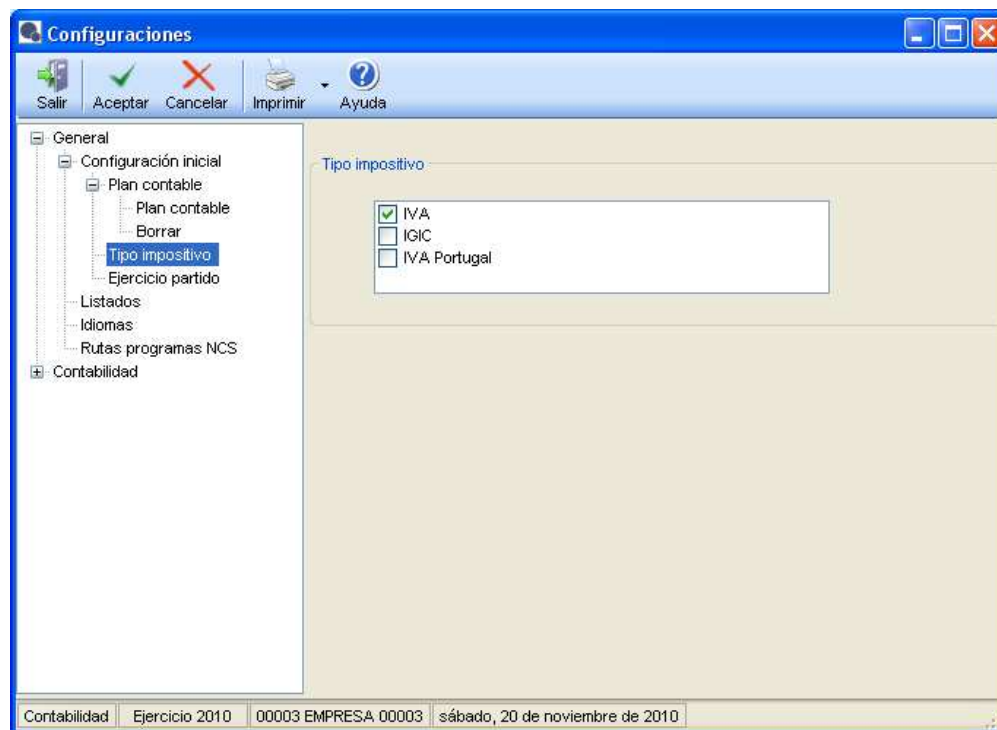 Configuraciones
Salir Aceptar Cancelar Imprimir Ayuda
General
Configuración inicial
Plan contable
Plan contable
Borrar
Tipo impositivo
Ejercicio partido
Listados
Idiomas
Rutas programas NCS
Contabilidad
Tipo impositivo
IVA
IGIC
IVA Portugal
Contabilidad Ejercicio 2010 00003 EMPRESA 00003 sábado, 20 de noviembre de 2010